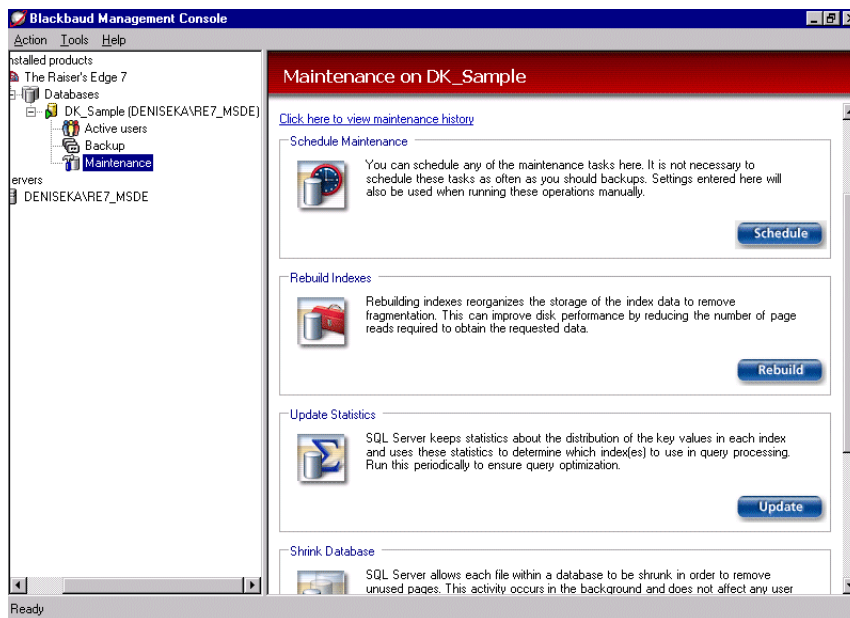 Blackbaud Management Console
Action Tools Help
nstalled products
The Raiser's Edge 7
Databases
DK_Sample (DENISEKA\RE7_MSDE)
Active users
Backup
Maintenance
ervers
DENISEKA\RE7_MSDE
Maintenance on DK_Sample
Click here to view maintenance history
Schedule Maintenance
You can schedule any of the maintenance tasks here. It is not necessary to
schedule these tasks as often as you should backups. Settings entered here will
also be used when running these operations manually.
Schedule
Rebuild Indexes
Rebuilding indexes reorganizes the storage of the index data to remove
fragmentation. This can improve disk performance by reducing the number of page
reads required to obtain the requested data.
Rebuild
Update Statistics
SQL Server keeps statistics about the distribution of the key values in each index
and uses these statistics to determine which index(es) to use in query processing.
Run this periodically to ensure query optimization.
Update
Shrink Database
SQL Server allows each file within a database to be shrunk in order to remove
unused pages. This activity occurs in the background and does not affect any user
Ready